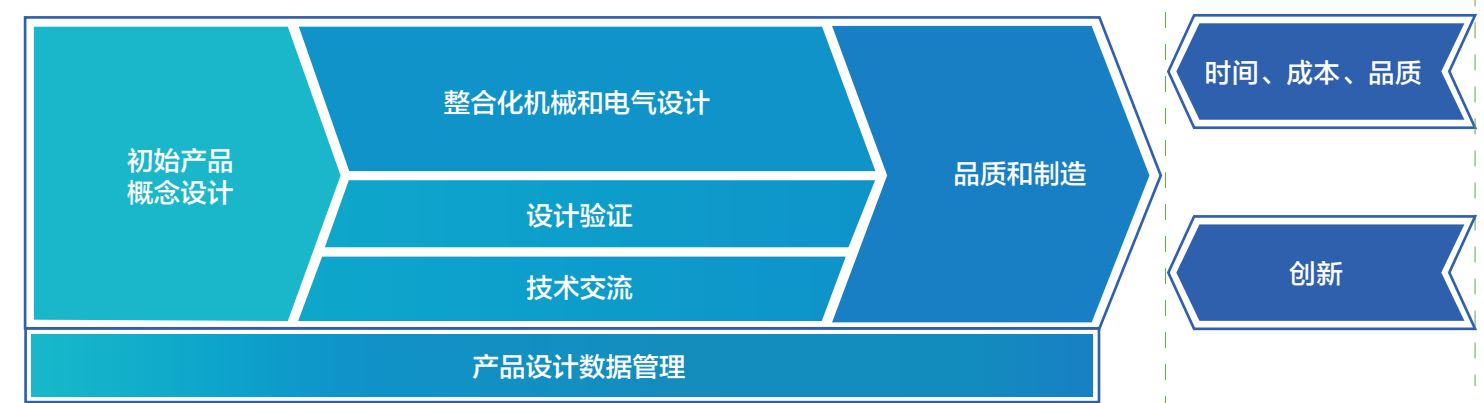 初始产品
概念设计
整合化机械和电气设计
设计验证
技术交流
品质和制造
产品设计数据管理
时间、成本、品质
创新